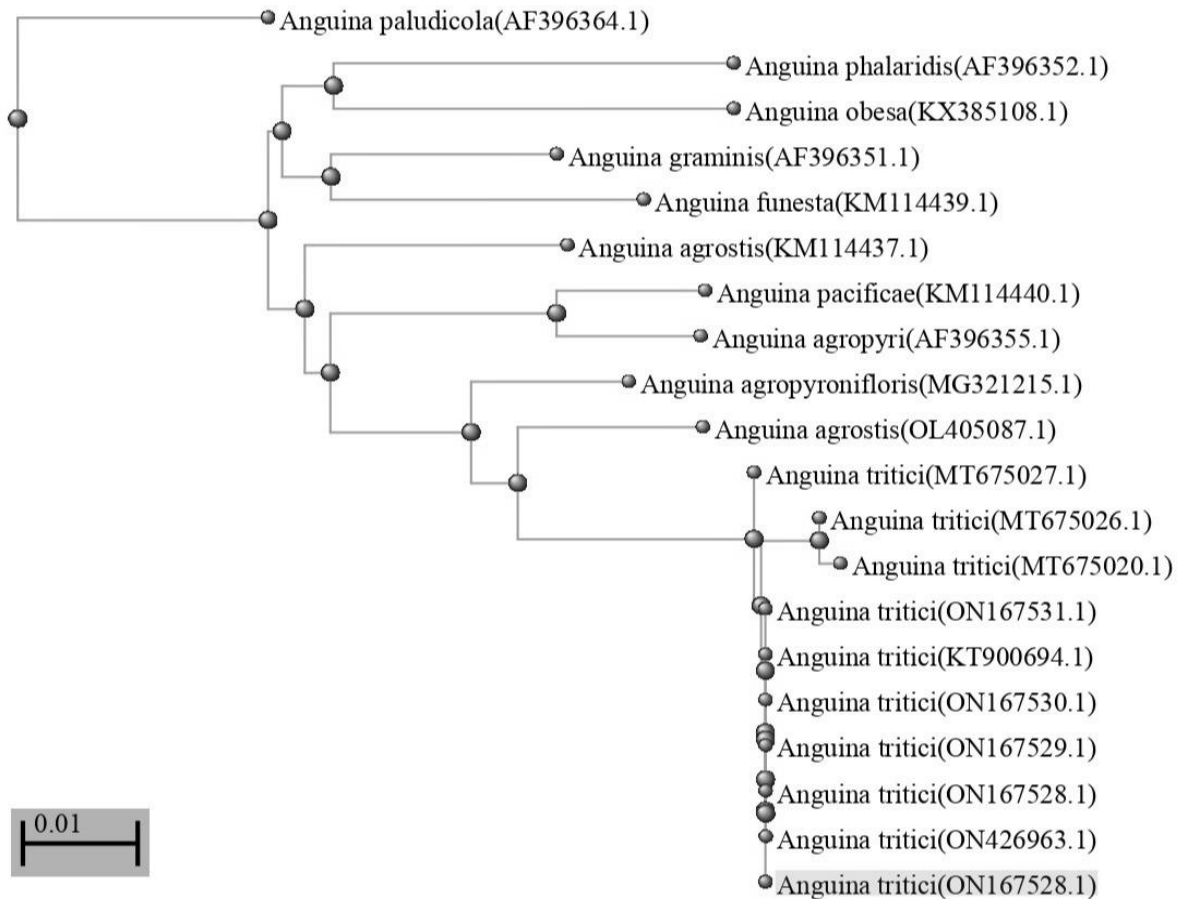 Anguina paludicola(AF396364.1)
Anguina phalaridis(AF396352.1)
Anguina obesa(KX385108.1)
Anguina graminis(AF396351.1)
Anguina funesta(KM114439.1)
Anguina agrostis(KM114437.1)
Anguina pacificae(KM114440.1)
Anguina agropyri(AF396355.1)
Anguina agropyronifloris(MG321215.1)
Anguina agrostis(OL405087.1)
Anguina tritici(MT675027.1)
Anguina tritici(MT675026.1)
Anguina tritici(MT675020.1)
Anguina tritici(ON167531.1)
Anguina tritici(KT900694.1)
Anguina tritici(ON167530.1)
Anguina tritici(ON167529.1)
Anguina tritici(ON167528.1)
0.01
Anguina tritici(ON426963.1)
Anguina tritici(ON167528.1)